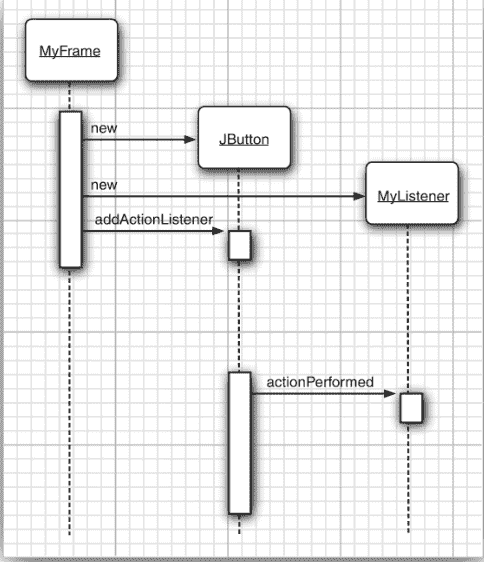 MyFrame
new
JButton
new
MyListener
addActionListener
actionPerformed